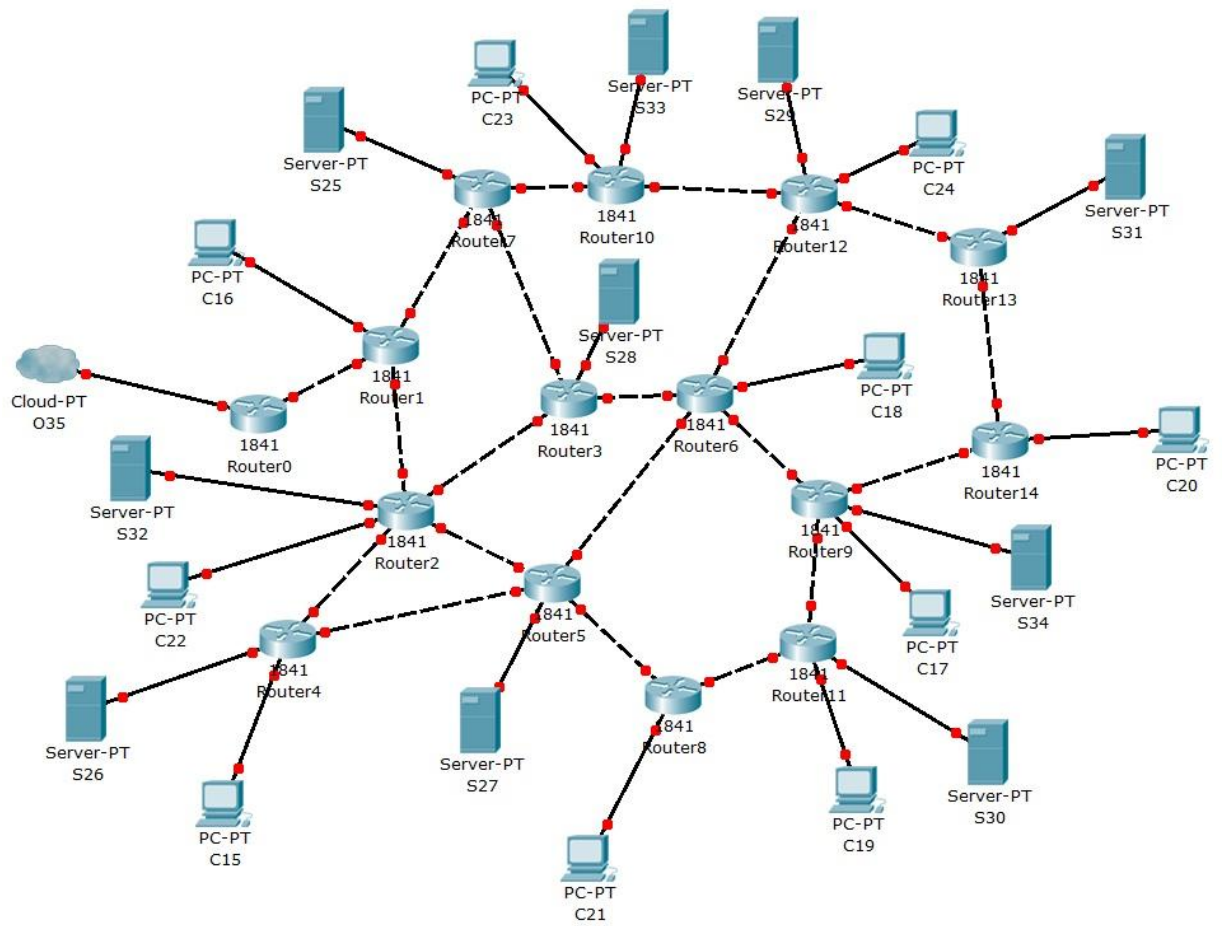 PC-PT
C23
Server-PT
S33
Server-PT
S29
Server-PT
S25
PC-PT
C24
Server-PT
S31
1841
Router7
1841
Router10
1841
Router12
1841
Router13
PC-PT
C16
Server-PT
S28
Cloud-PT
O35
1841
Router1
1841
Router0
1841
Router3
1841
Router6
PC-PT
C18
1841
Router14
PC-PT
C20
Server-PT
S32
1841
Router2
1841
Router9
Server-PT
S34
PC-PT
C22
1841
Router5
PC-PT
C17
1841
Router4
1841
Router11
1841
Router8
Server-PT
S26
Server-PT
S27
Server-PT
S30
PC-PT
C15
PC-PT
C19
PC-PT
C21